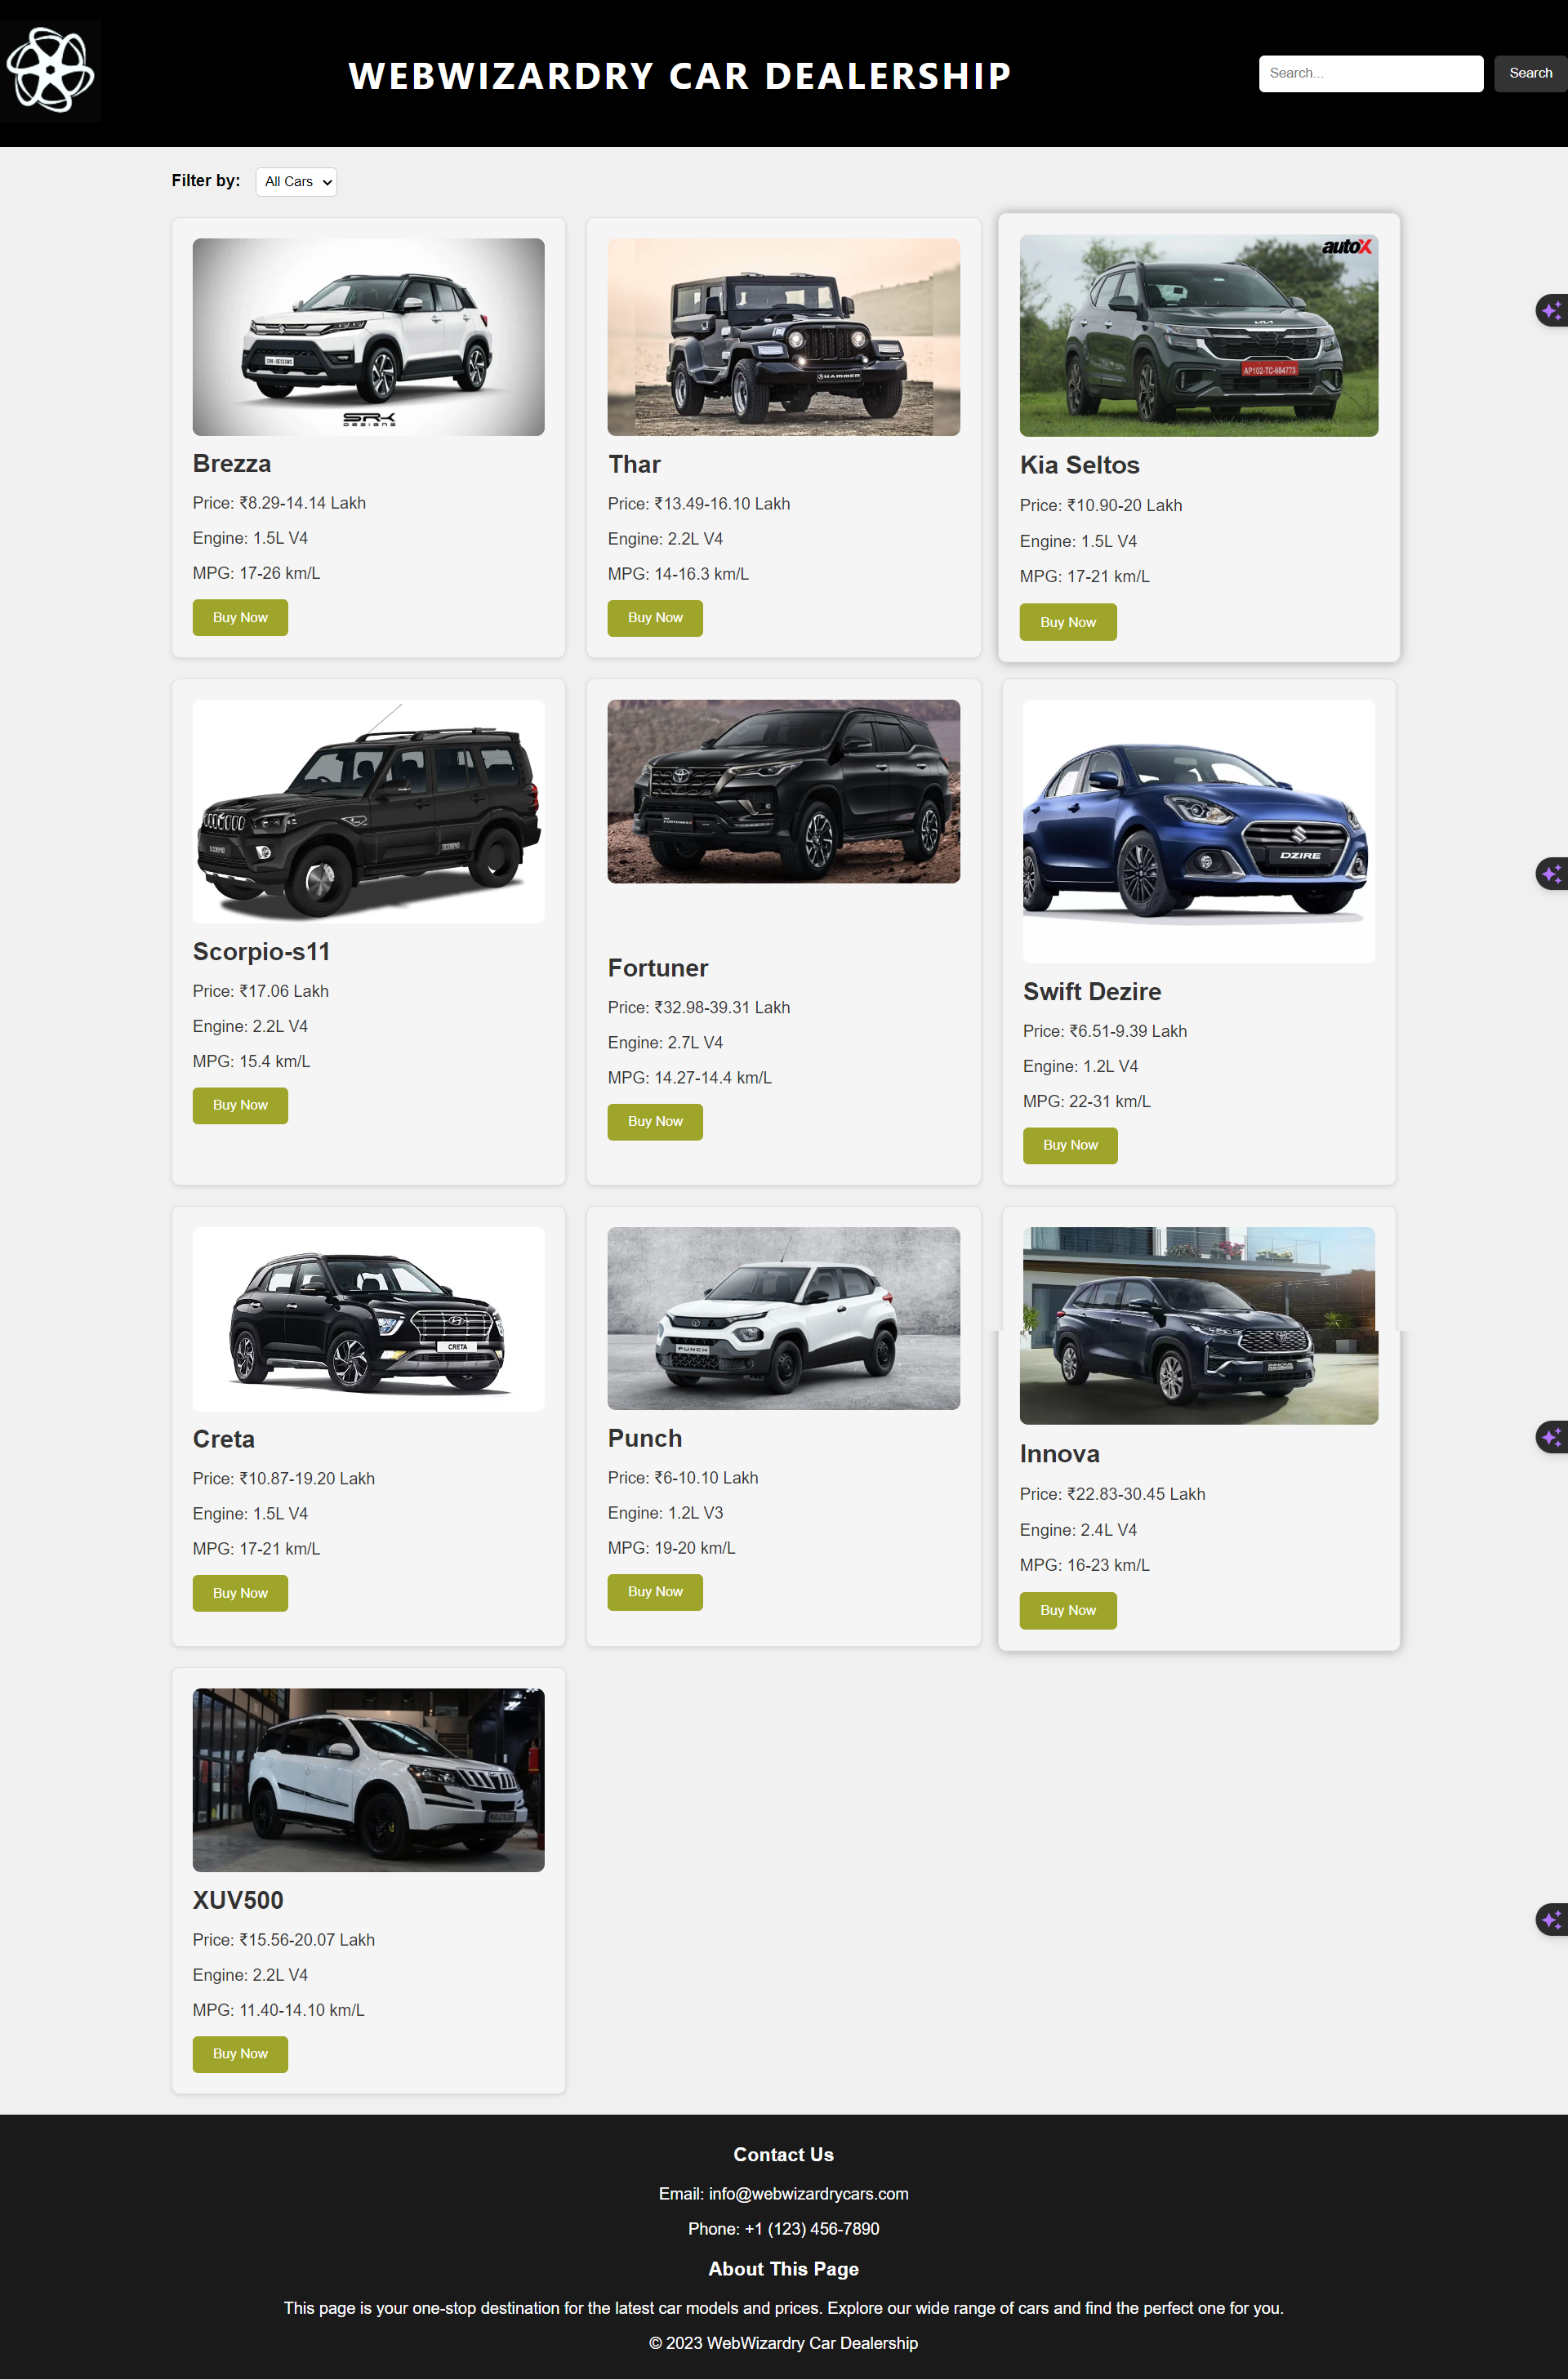 WEBWIZARDRY CAR DEALERSHIP
Search...
Search
Filter by:
All Cars
SRK-DESIGNS
SRK
DESIGNS
Brezza
Price: ₹8.29-14.14 Lakh
Engine: 1.5L V4
MPG: 17-26 km/L
Buy Now
HAMMER
Thar
Price: ₹13.49-16.10 Lakh
Engine: 2.2L V4
MPG: 14-16.3 km/L
Buy Now
autoX
AP102-TC-684773
Kia Seltos
Price: ₹10.90-20 Lakh
Engine: 1.5L V4
MPG: 17-21 km/L
Buy Now
SCORPIO
SCORPIO
Scorpio-s11
Price: ₹17.06 Lakh
Engine: 2.2L V4
MPG: 15.4 km/L
Buy Now
FORTUNER
Fortuner
Price: ₹32.98-39.31 Lakh
Engine: 2.7L V4
MPG: 14.27-14.4 km/L
Buy Now
DZIRE
Swift Dezire
Price: ₹6.51-9.39 Lakh
Engine: 1.2L V4
MPG: 22-31 km/L
Buy Now
CRETA
Creta
Price: ₹10.87-19.20 Lakh
Engine: 1.5L V4
MPG: 17-21 km/L
Buy Now
PUNCH
Punch
Price: ₹6-10.10 Lakh
Engine: 1.2L V3
MPG: 19-20 km/L
Buy Now
INNOVA
Innova
Price: ₹22.83-30.45 Lakh
Engine: 2.4L V4
MPG: 16-23 km/L
Buy Now
XUV500
Price: ₹15.56-20.07 Lakh
Engine: 2.2L V4
MPG: 11.40-14.10 km/L
Buy Now
Contact Us
Email: info@webwizardrycars.com
Phone: +1 (123) 456-7890
About This Page
This page is your one-stop destination for the latest car models and prices. Explore our wide range of cars and find the perfect one for you.
© 2023 WebWizardry Car Dealership